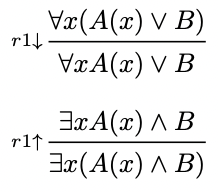 ∀x(A(x) ∨ B)
r1↓
∀xA(x) ∨ B
∃xA(x) ∧ B
r1↑
∃x(A(x) ∧ B)